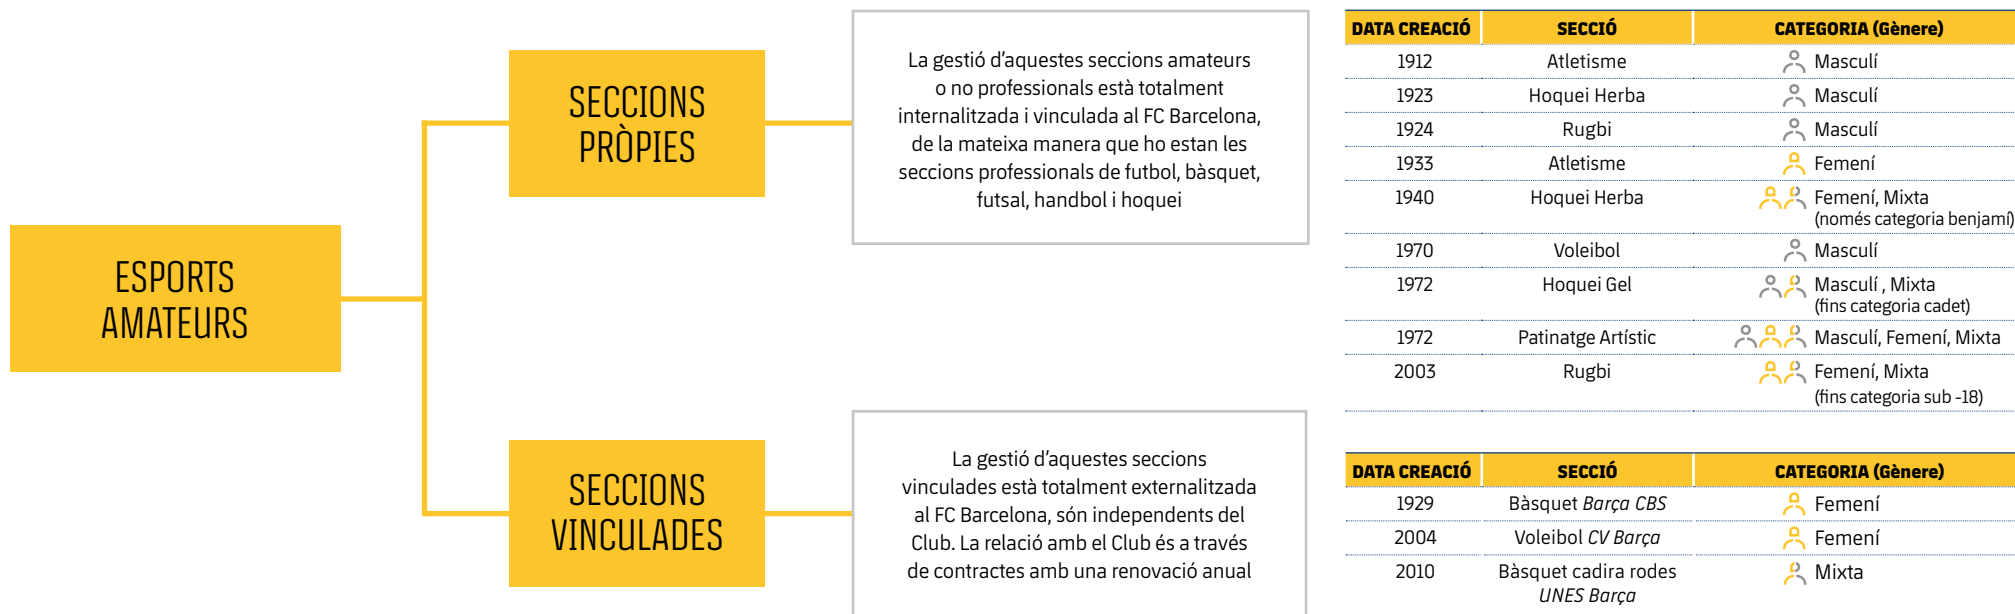 ESPORTS
AMATEURS
SECCIONS
PRÒPIES
La gestió d'aquestes seccions amateurs
o no professionals està totalment
internalitzada i vinculada al FC Barcelona,
de la mateixa manera que ho estan les
seccions professionals de futbol, bàsquet,
futsal, handbol i hoquei
DATA CREACIÓ SECCIÓ CATEGORIA (Gènere)
1912 Atletisme Masculí
1923 Hoquei Herba Masculí
1924 Rugbi Masculí
1933 Atletisme Femení
1940 Hoquei Herba Femení, Mixta
(només categoria benjamí)
1970 Voleibol Masculí
1972 Hoquei Gel Masculí , Mixta
(fins categoria cadet)
1972 Patinatge Artístic Masculí, Femení, Mixta
2003 Rugbi Femení, Mixta
(fins categoria sub -18)
SECCIONS
VINCULADES
La gestió d'aquestes seccions
vinculades està totalment externalitzada
al FC Barcelona, són independents del
Club. La relació amb el Club és a través
de contractes amb una renovació anual
DATA CREACIÓ SECCIÓ CATEGORIA (Gènere)
1929 Bàsquet Barça CBS Femení
2004 Voleibol CV Barça Femení
2010 Bàsquet cadira rodes Mixta
UNES Barça